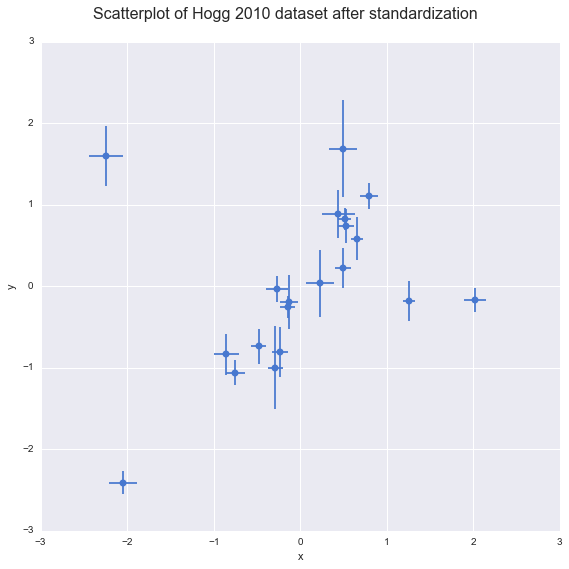 Scatterplot of Hogg 2010 dataset after standardization
3
2
1
0
−1
−2
−3
y
−3 −2 −1 0 1 2 3
x